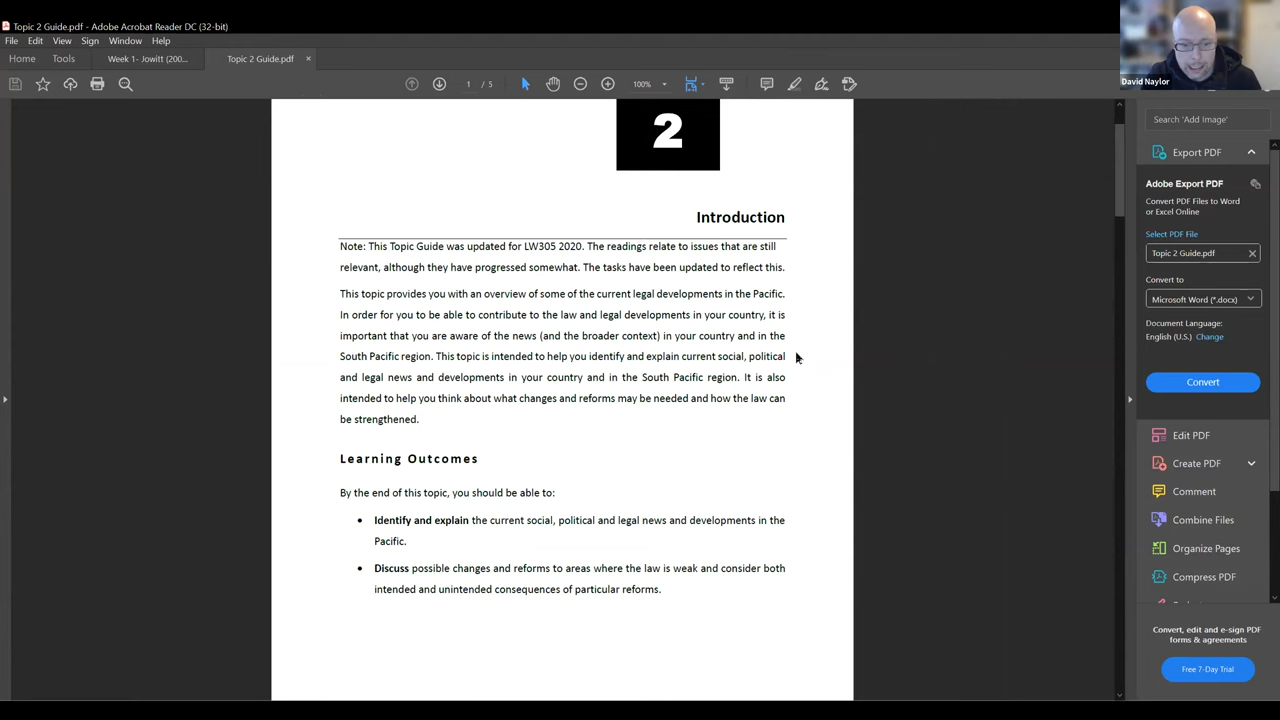 Topic 2 Guide.pdf - Adobe Acrobat Reader DC (32-bit)
File Edit View Sign Window Help
Home Tools Week 1- Jowitt (200... Topic 2 Guide.pdf ×
1 / 5 100%
David Naylor
2
Introduction
Note: This Topic Guide was updated for LW305 2020. The readings relate to issues that are still
relevant, although they have progressed somewhat. The tasks have been updated to reflect this.
This topic provides you with an overview of some of the current legal developments in the Pacific.
In order for you to be able to contribute to the law and legal developments in your country, it is
important that you are aware of the news (and the broader context) in your country and in the
South Pacific region. This topic is intended to help you identify and explain current social, political
and legal news and developments in your country and in the South Pacific region. It is also
intended to help you think about what changes and reforms may be needed and how the law can
be strengthened.
Learning Outcomes
By the end of this topic, you should be able to:
• Identify and explain the current social, political and legal news and developments in the
Pacific.
• Discuss possible changes and reforms to areas where the law is weak and consider both
intended and unintended consequences of particular reforms.
Search 'Add Image'
Export PDF
Adobe Export PDF
Convert PDF Files to Word
or Excel Online
Select PDF File
Topic 2 Guide.pdf
Convert to
Microsoft Word (*.docx)
Document Language:
English (U.S.) Change
Convert
Edit PDF
Create PDF
Comment
Combine Files
Organize Pages
Compress PDF
Convert, edit and e-sign PDF
forms & agreements
Free 7-Day Trial